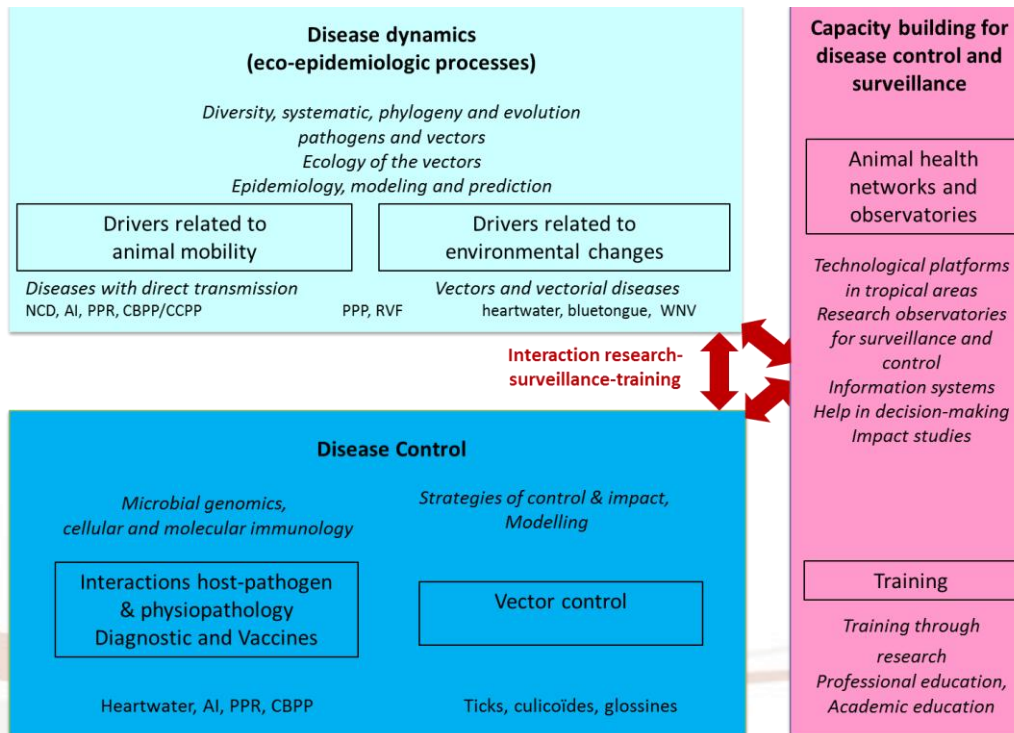 Disease dynamics
(eco-epidemiologic processes)
Diversity, systematic, phylogeny and evolution
pathogens and vectors
Ecology of the vectors
Epidemiology, modeling and prediction
Drivers related to
animal mobility
Drivers related to
environmental changes
Diseases with direct transmission
Vectors and vectorial diseases
NCD, AI, PPR, CBPP/CCPP
PPP, RVF
heartwater, bluetongue, WNV
Interaction research-
surveillance-training
Disease Control
Microbial genomics,
cellular and molecular immunology
Strategies of control & impact,
Modelling
Interactions host-pathogen
& physiopathology
Diagnostic and Vaccines
Vector control
Heartwater, AI, PPR, CBPP
Ticks, culicoïdes, glossines
Capacity building for
disease control and
surveillance
Animal health
networks and
observatories
Technological platforms
in tropical areas
Research observatories
for surveillance and
control
Information systems
Help in decision-making
Impact studies
Training
Training through
research
Professional education,
Academic education